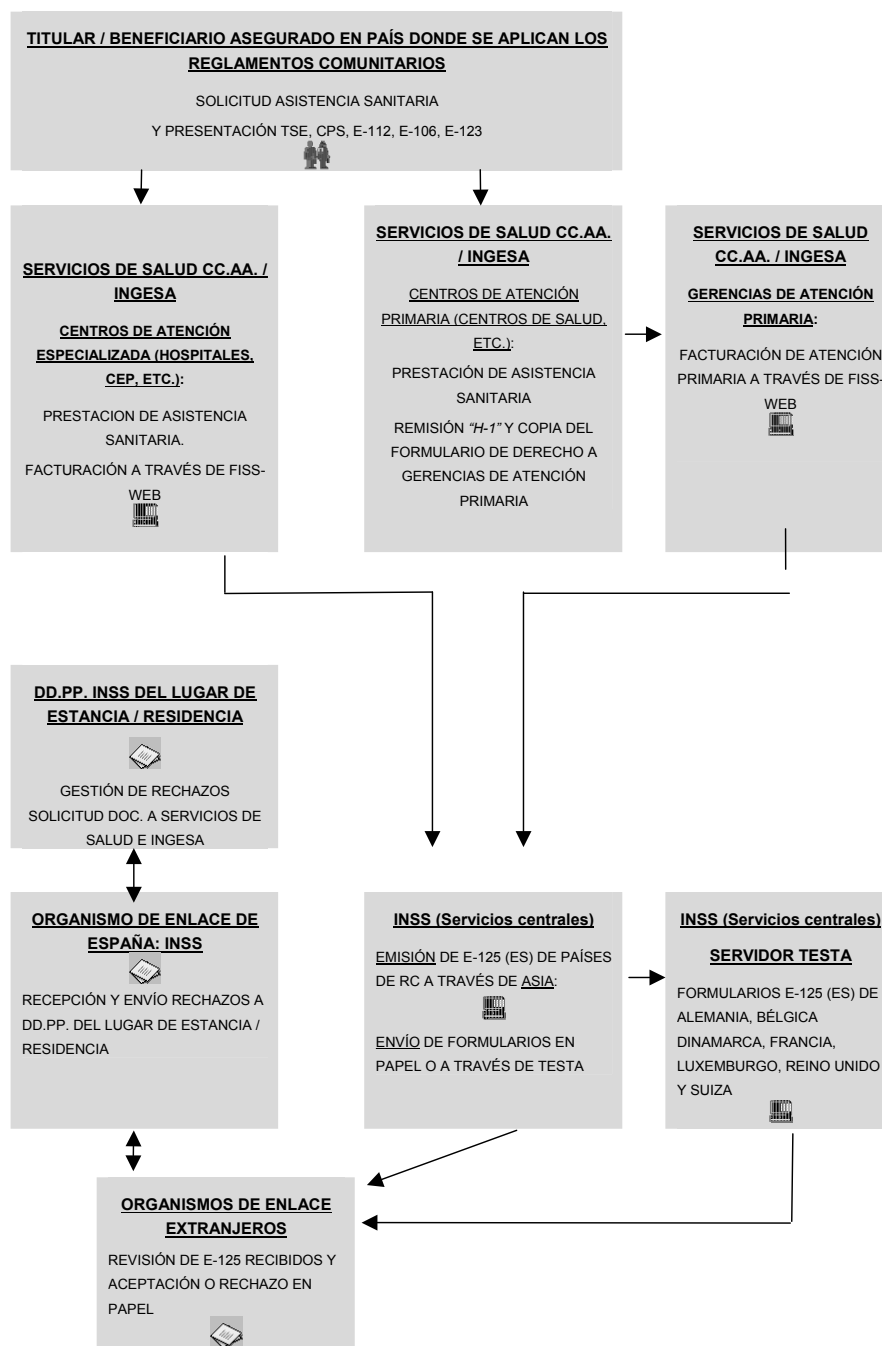 TITULAR / BENEFICIARIO ASEGURADO EN PAÍS DONDE SE APLICAN LOS
REGLAMENTOS COMUNITARIOS
SOLICITUD ASISTENCIA SANITARIA
Y PRESENTACIÓN TSE, CPS, E-112, E-106, E-123
SERVICIOS DE SALUD CC.AA. /
INGESA
CENTROS DE ATENCIÓN
ESPECIALIZADA (HOSPITALES,
CEP, ETC.):
PRESTACION DE ASISTENCIA
SANITARIA.
FACTURACIÓN A TRAVÉS DE FISS-
WEB
SERVICIOS DE SALUD CC.AA.
/ INGESA
CENTROS DE ATENCIÓN
PRIMARIA (CENTROS DE SALUD,
ETC.):
PRESTACIÓN DE ASISTENCIA
SANITARIA
REMISIÓN "H-1" Y COPIA DEL
FORMULARIO DE DERECHO A
GERENCIAS DE ATENCIÓN
PRIMARIA
SERVICIOS DE SALUD
CC.AA. / INGESA
GERENCIAS DE ATENCIÓN
PRIMARIA:
FACTURACIÓN DE ATENCIÓN
PRIMARIA A TRAVÉS DE FISS-
WEB
DD.PP. INSS DEL LUGAR DE
ESTANCIA / RESIDENCIA
GESTIÓN DE RECHAZOS
SOLICITUD DOC. A SERVICIOS DE
SALUD E INGESA
ORGANISMO DE ENLACE DE
ESPAÑA: INSS
RECEPCIÓN Y ENVÍO RECHAZOS A
DD.PP. DEL LUGAR DE ESTANCIA /
RESIDENCIA
INSS (Servicios centrales)
EMISIÓN DE E-125 (ES) DE PAÍSES
DE RC A TRAVÉS DE ASIA:
ENVÍO DE FORMULARIOS EN
PAPEL O A TRAVÉS DE TESTA
INSS (Servicios centrales)
SERVIDOR TESTA
FORMULARIOS E-125 (ES) DE
ALEMANIA, BÉLGICA
DINAMARCA, FRANCIA,
LUXEMBURGO, REINO UNIDO
Y SUIZA
ORGANISMOS DE ENLACE
EXTRANJEROS
REVISIÓN DE E-125 RECIBIDOS Y
ACEPTACIÓN O RECHAZO EN
PAPEL